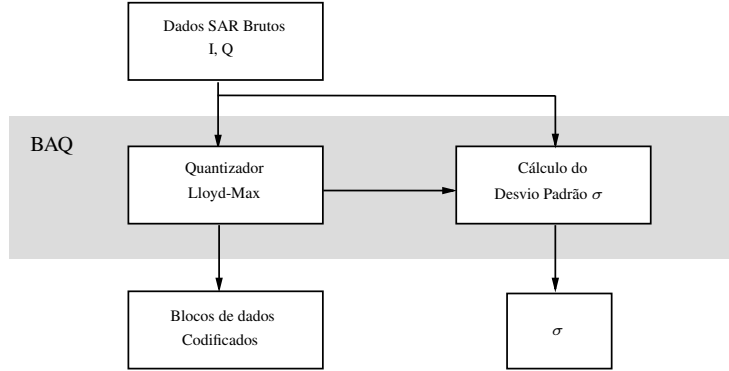 Dados SAR Brutos
I, Q
BAQ
Quantizador
Lloyd-Max
Cálculo do
Desvio Padrão σ
Blocos de dados
Codificados
σ